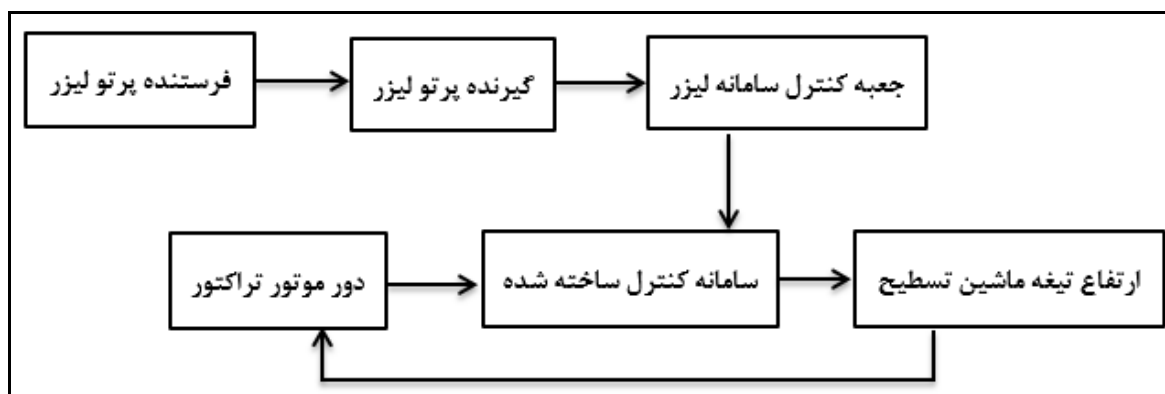 فرستنده پرتو لیزر
گیرنده پرتو لیزر
جعبه کنترل سامانه لیزر
دور موتور تراکتور
سامانه کنترل ساخته شده
ارتفاع تیغه ماشین تسطیح